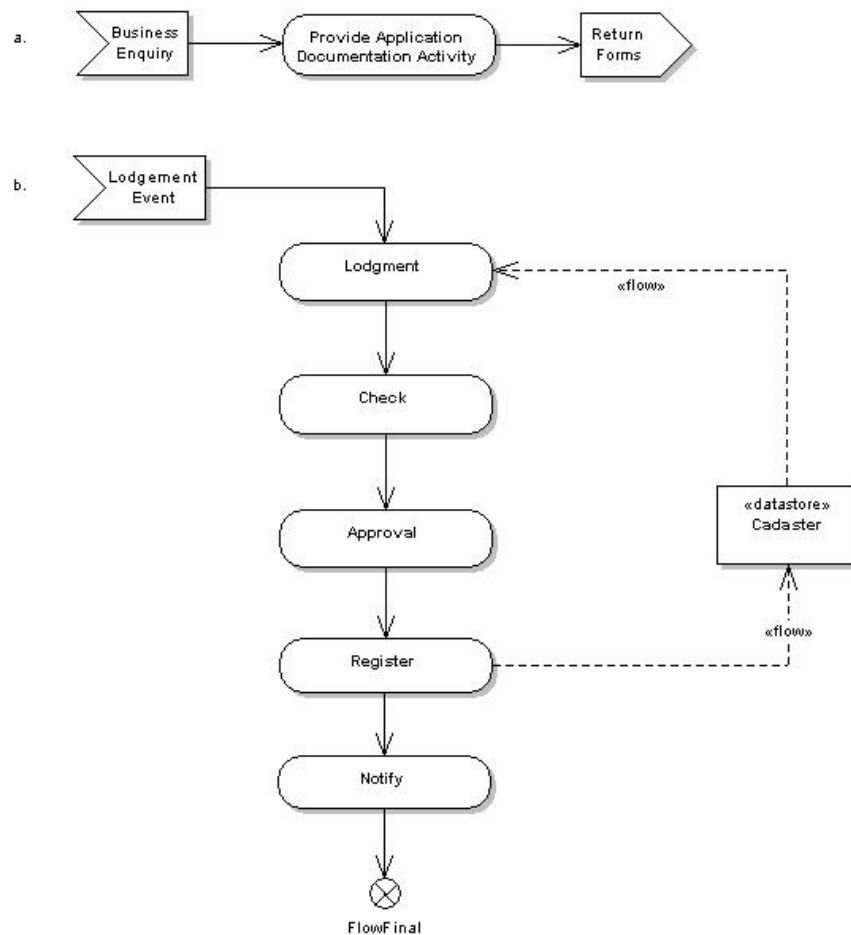 a.
Business
Enquiry
Provide Application
Documentation Activity
Return
Forms
b.
Lodgement
Event
Lodgment
«flow»
Check
«datastore»
Cadaster
Approval
«flow»
Register
Notify
FlowFinal